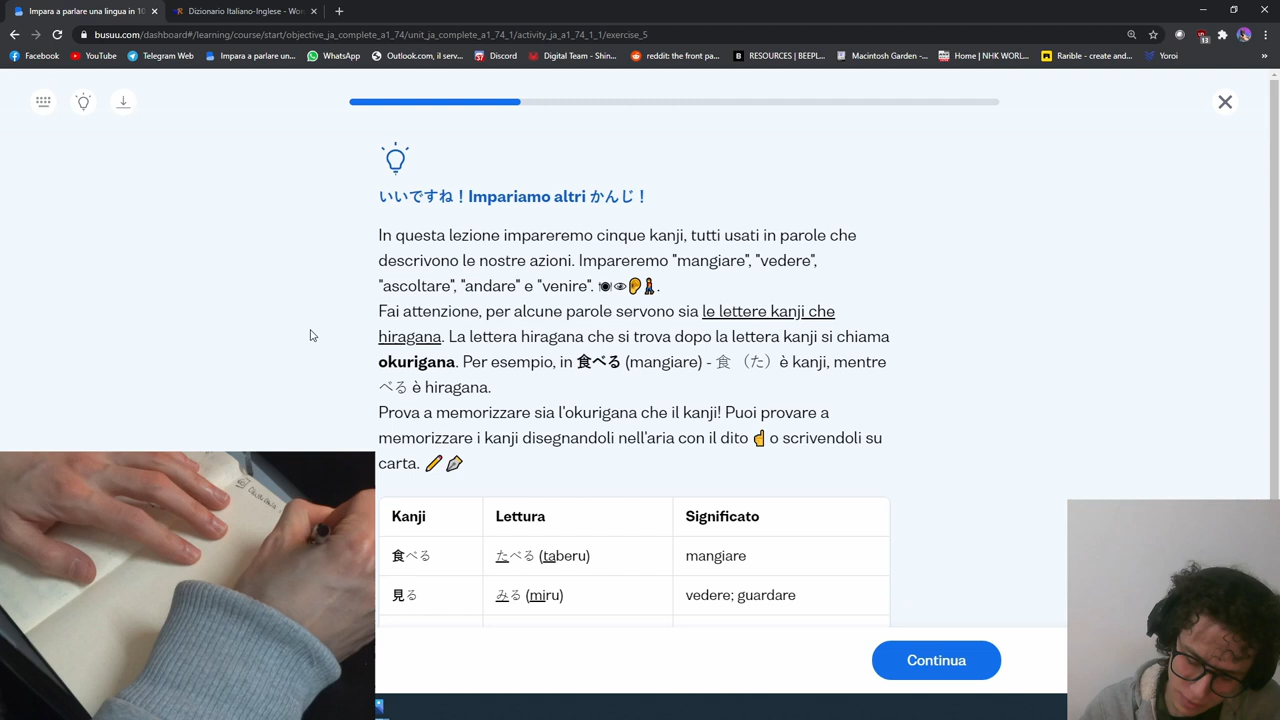 Impara a parlare una lingua in 10
Dizionario Italiano-Inglese - Wor
busuu.com/dashboard#/learning/course/start/objective_ja_complete_a1_74/unit_ja_complete_a1_74_1/activity_ja_a1_74_1_1/exercise_5
Facebook
YouTube
Telegram Web
Impara a parlare un...
WhatsApp
Outlook.com, il serv...
Discord
Digital Team - Shin...
reddit: the front pa...
RESOURCES | BEEPL...
Macintosh Garden -...
Home | NHK WORL...
Rarible - create and...
Yoroi
»
13
いいですね！Impariamo altri かんじ！
In questa lezione impareremo cinque kanji, tutti usati in parole che
descrivono le nostre azioni. Impareremo "mangiare", "vedere",
"ascoltare", "andare" e "venire". 🍽👁👂🚶.
Fai attenzione, per alcune parole servono sia le lettere kanji che
hiragana. La lettera hiragana che si trova dopo la lettera kanji si chiama
okurigana. Per esempio, in 食べる (mangiare) - 食 （た）è kanji, mentre
べる è hiragana.
Prova a memorizzare sia l'okurigana che il kanji! Puoi provare a
memorizzare i kanji disegnandoli nell'aria con il dito ☝ o scrivendoli su
carta. ✏🖋
Kanji Lettura Significato
食べる たべる (taberu) mangiare
見る みる (miru) vedere; guardare
Continua